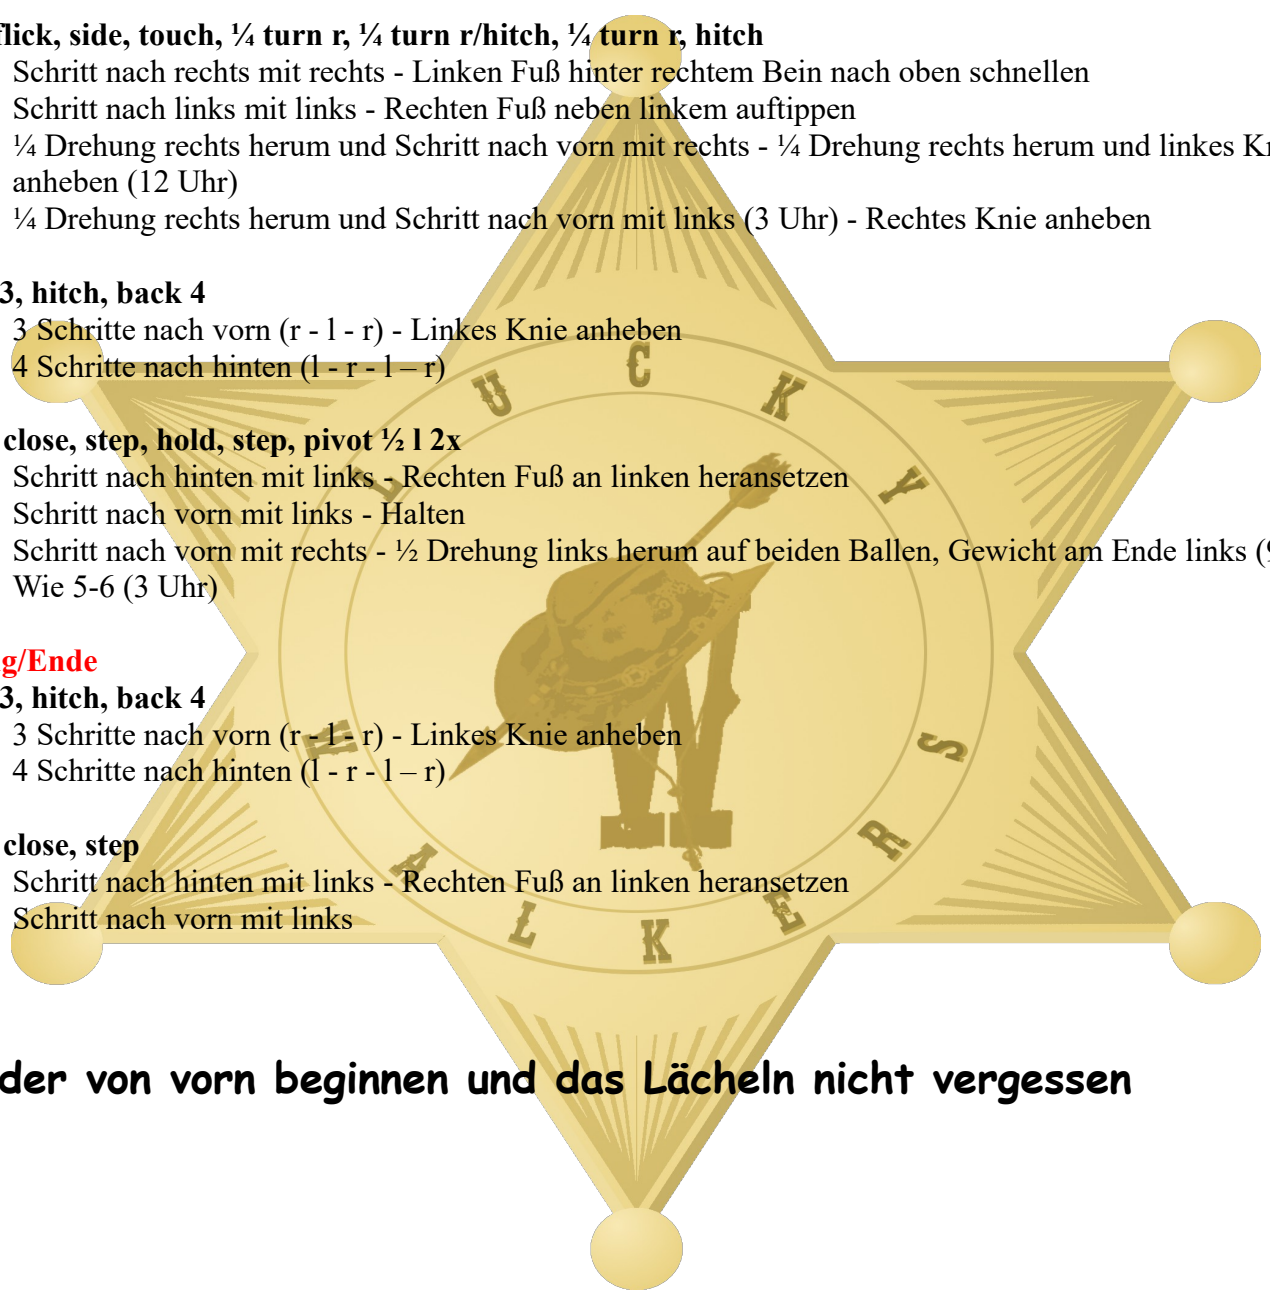 flick, side, touch, ¼ turn r, ¼ turn r/hitch, ¼ turn r, hitch
Schritt nach rechts mit rechts - Linken Fuß hinter rechtem Bein nach oben schnellen
Schritt nach links mit links - Rechten Fuß neben linkem auftippen
¼ Drehung rechts herum und Schritt nach vorn mit rechts - ¼ Drehung rechts herum und linkes
anheben (12 Uhr)
¼ Drehung rechts herum und Schritt nach vorn mit links (3 Uhr) - Rechtes Knie anheben
3, hitch, back 4
3 Schritte nach vorn (r - l - r) - Linkes Knie anheben
4 Schritte nach hinten (l - r - l – r)
close, step, hold, step, pivot ½ l 2x
Schritt nach hinten mit links - Rechten Fuß an linken heransetzen
Schritt nach vorn mit links - Halten
Schritt nach vorn mit rechts - ½ Drehung links herum auf beiden Ballen, Gewicht am Ende links
Wie 5-6 (3 Uhr)
g/Ende
3, hitch, back 4
3 Schritte nach vorn (r - l - r) - Linkes Knie anheben
4 Schritte nach hinten (l - r - l – r)
close, step
Schritt nach hinten mit links - Rechten Fuß an linken heransetzen
Schritt nach vorn mit links
der von vorn beginnen und das Lächeln nicht vergessen
LUCKY
WALKERS